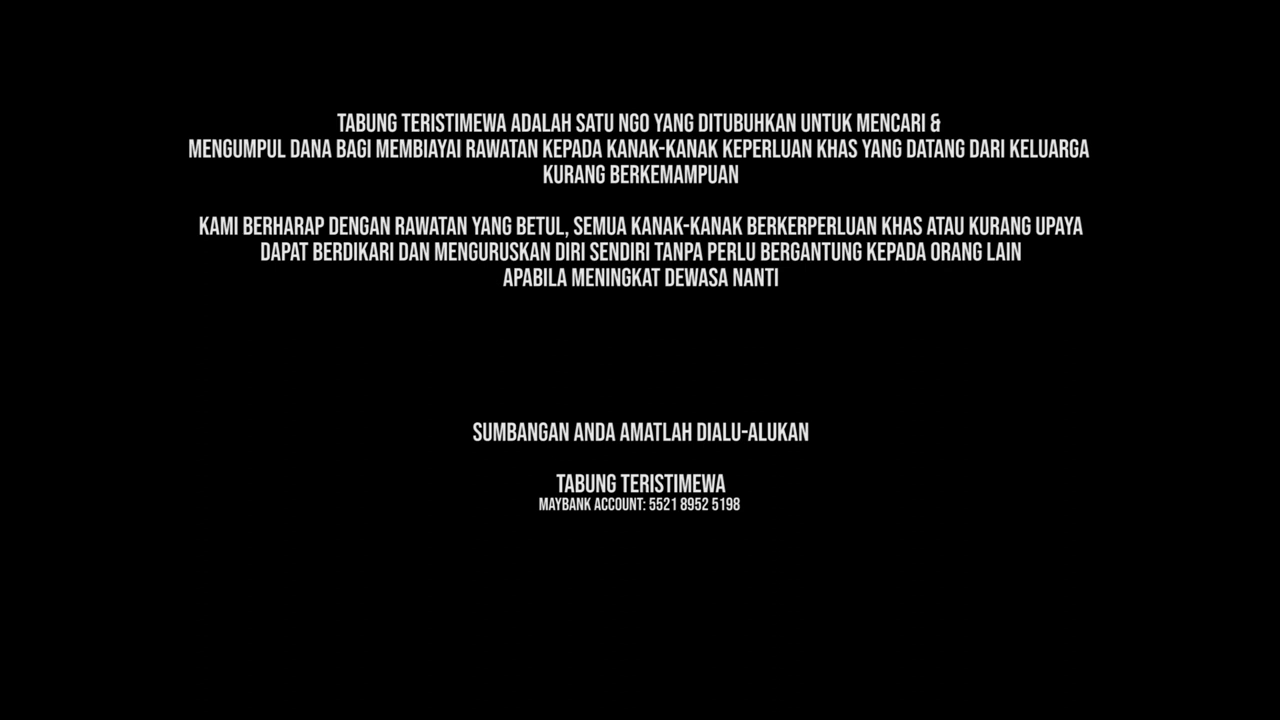 TABUNG TERISTIMEWA ADALAH SATU NGO YANG DITUBUHKAN UNTUK MENCARI &
MENGUMPUL DANA BAGI MEMBIAYAI RAWATAN KEPADA KANAK-KANAK KEPERLUAN KHAS YANG DATANG DARI KELUARGA
KURANG BERKEMAMPUAN
KAMI BERHARAP DENGAN RAWATAN YANG BETUL, SEMUA KANAK-KANAK BERKERPERLUAN KHAS ATAU KURANG UPAYA
DAPAT BERDIKARI DAN MENGURUSKAN DIRI SENDIRI TANPA PERLU BERGANTUNG KEPADA ORANG LAIN
APABILA MENINGKAT DEWASA NANTI
SUMBANGAN ANDA AMATLAH DIALU-ALUKAN
TABUNG TERISTIMEWA
MAYBANK ACCOUNT: 5521 8952 5198